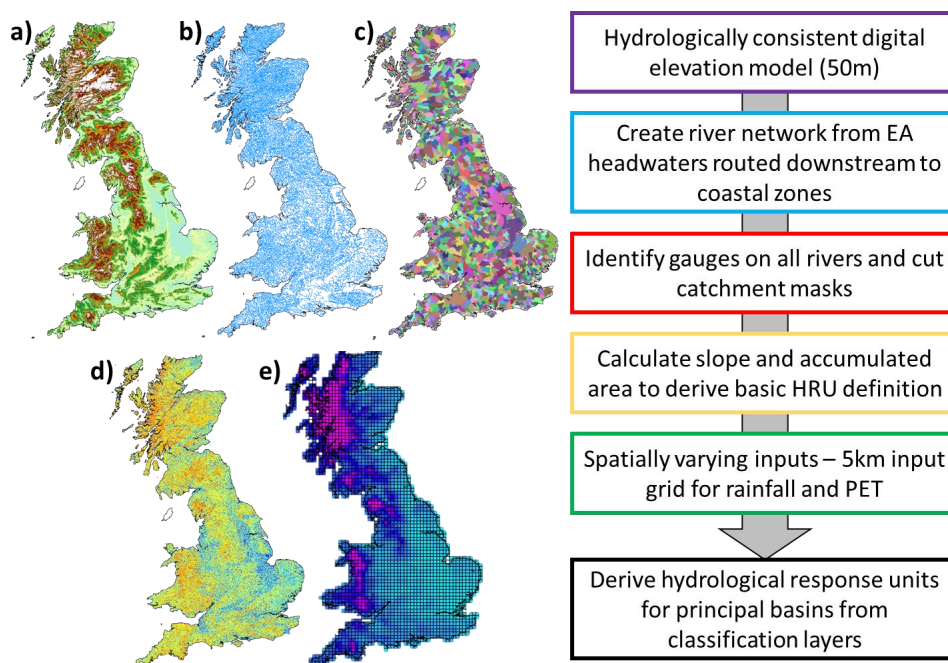 a)
b)
c)
d)
e)
Hydrologically consistent digital
elevation model (50m)
Create river network from EA
headwaters routed downstream to
coastal zones
Identify gauges on all rivers and cut
catchment masks
Calculate slope and accumulated
area to derive basic HRU definition
Spatially varying inputs – 5km input
grid for rainfall and PET
Derive hydrological response units
for principal basins from
classification layers